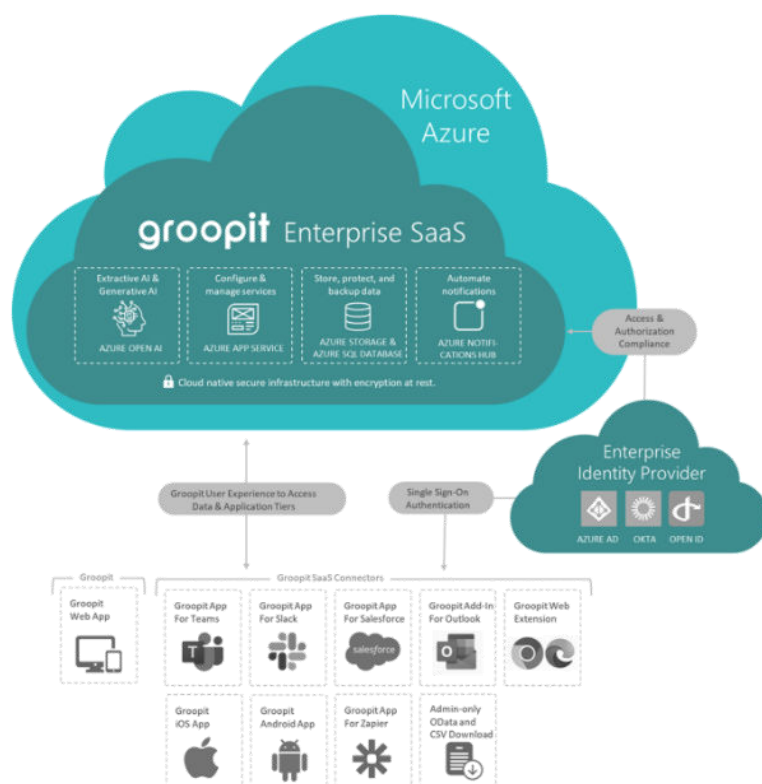 Microsoft
Azure
groopit Enterprise SaaS
Extractive AI &
Generative AI
AZURE OPEN AI
Configure &
manage services
AZURE APP SERVICE
Store, protect, and
backup data
AZURE STORAGE &
AZURE SQL DATABASE
Automate
notifications
AZURE NOTIFI-
CATIONS HUB
Cloud native secure infrastructure with encryption at rest.
Access &
Authorization
Compliance
Enterprise
Identity Provider
AZURE AD
OKTA
OPEN ID
Groopit User Experience to Access
Data & Application Tiers
Single Sign-On
Authentication
Groopit
Groopit SaaS Connectors
Groopit
Web App
Groopit App
For Teams
T
Groopit App
For Slack
Groopit App
For Salesforce
salesforce
Groopit Add-In
For Outlook
O
Groopit Web
Extension
Groopit
iOS App
Groopit
Android App
Groopit App
For Zapier
Admin-only
OData and
CSV Download